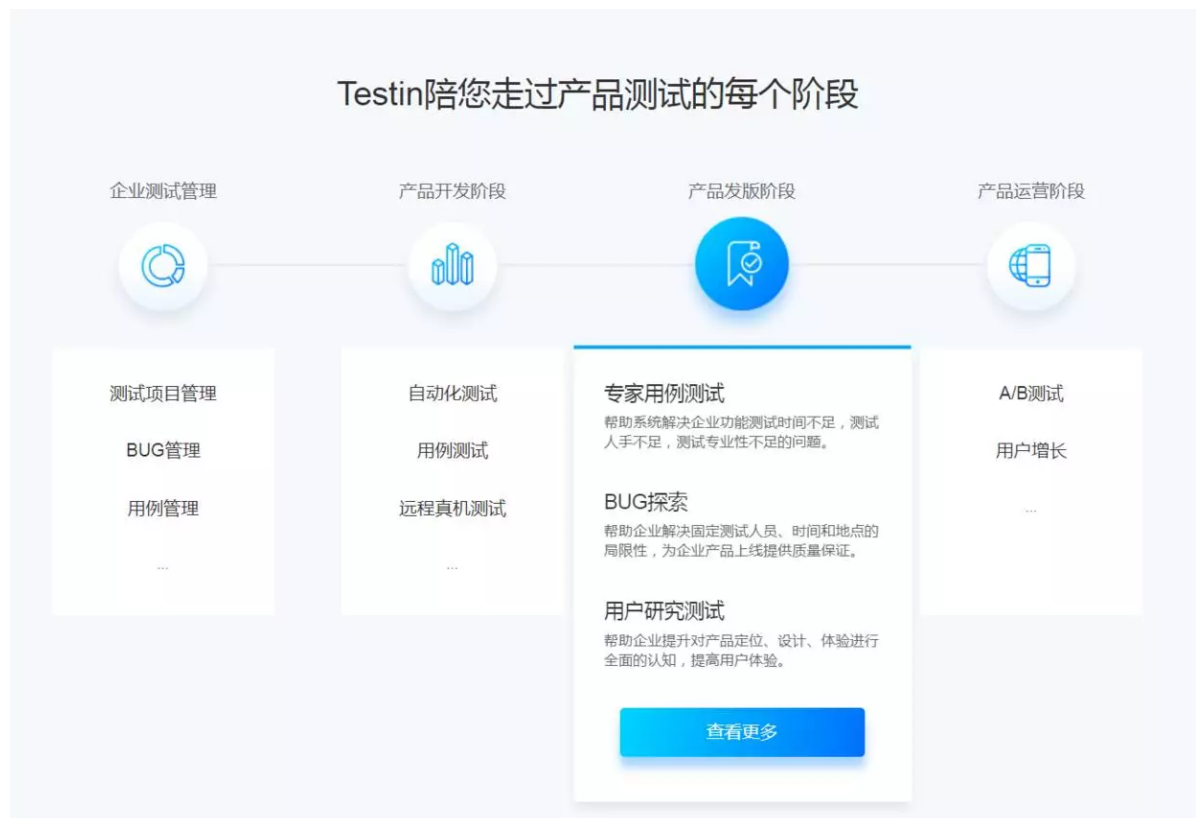 Testin陪您走过产品测试的每个阶段
企业测试管理
产品开发阶段
产品发版阶段
产品运营阶段
测试项目管理
BUG管理
用例管理
...
自动化测试
用例测试
远程真机测试
...
专家用例测试
帮助系统解决企业功能测试时间不足，测试
人手不足，测试专业性不足的问题。
BUG探索
帮助企业解决固定测试人员、时间和地点的
局限性，为企业产品上线提供质量保证。
用户研究测试
帮助企业提升对产品定位、设计、体验进行
全面的认知，提高用户体验。
查看更多
A/B测试
用户增长
...